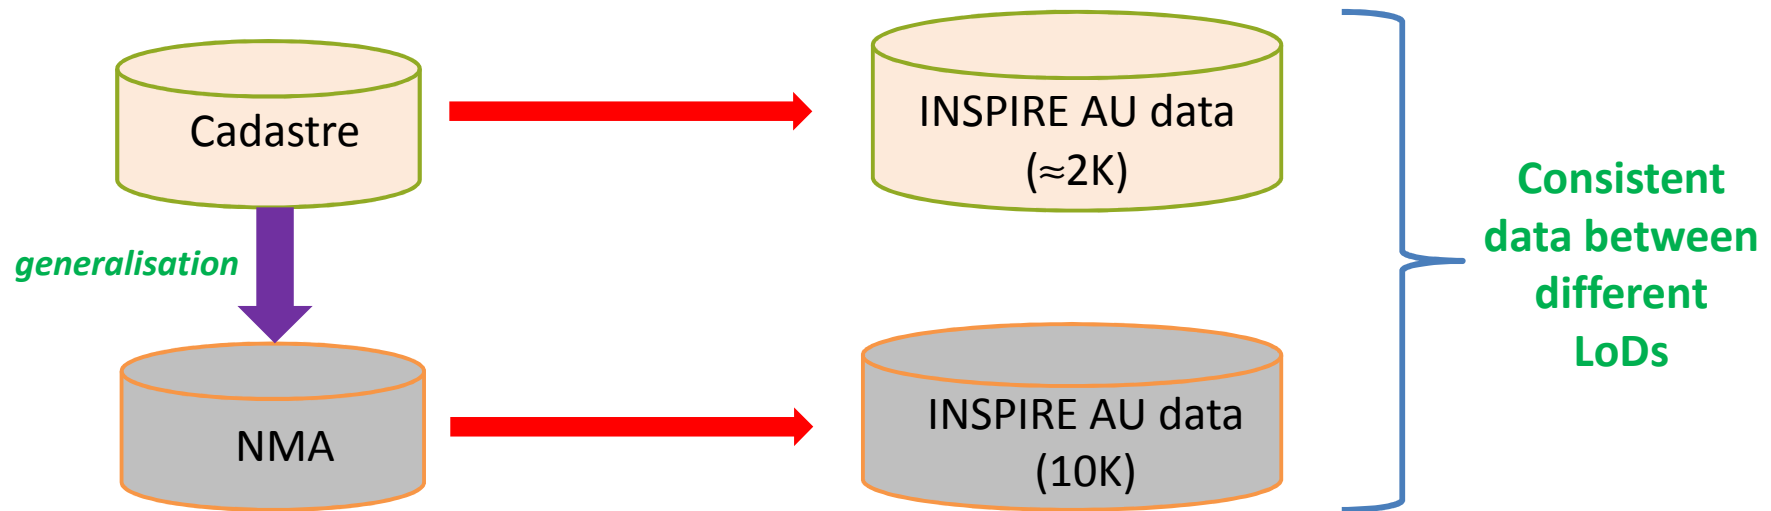 Cadastre
INSPIRE AU data
(≈2K)
generalisation
NMA
INSPIRE AU data
(10K)
Consistent
data between
different
LoDs